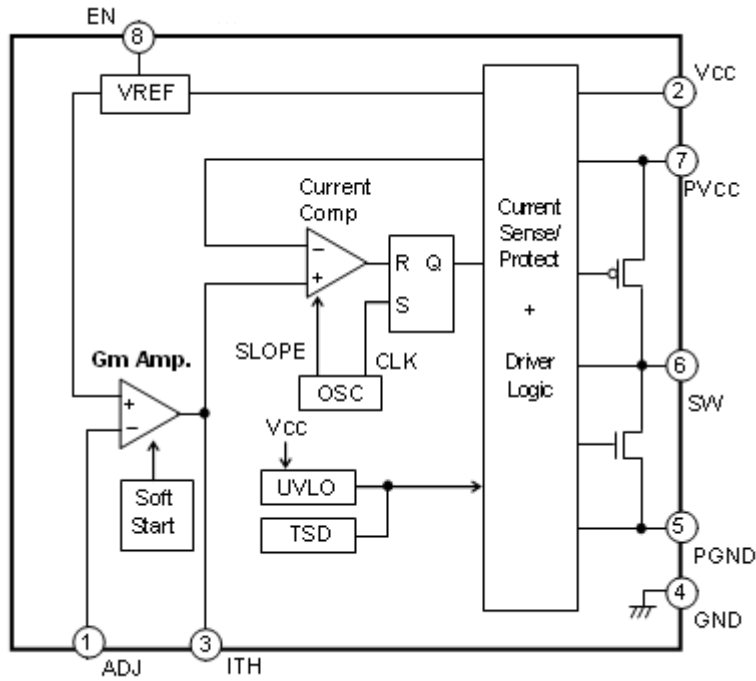 EN
8
VREF
VCC
2
7
PVCC
Current
Comp
−
+
R Q
S
Current
Sense/
Protect
+
Driver
Logic
SLOPE
CLK
OSC
6
SW
Gm Amp.
+
−
VCC
UVLO
TSD
Soft
Start
5
PGND
4
GND
1
ADJ
3
ITH